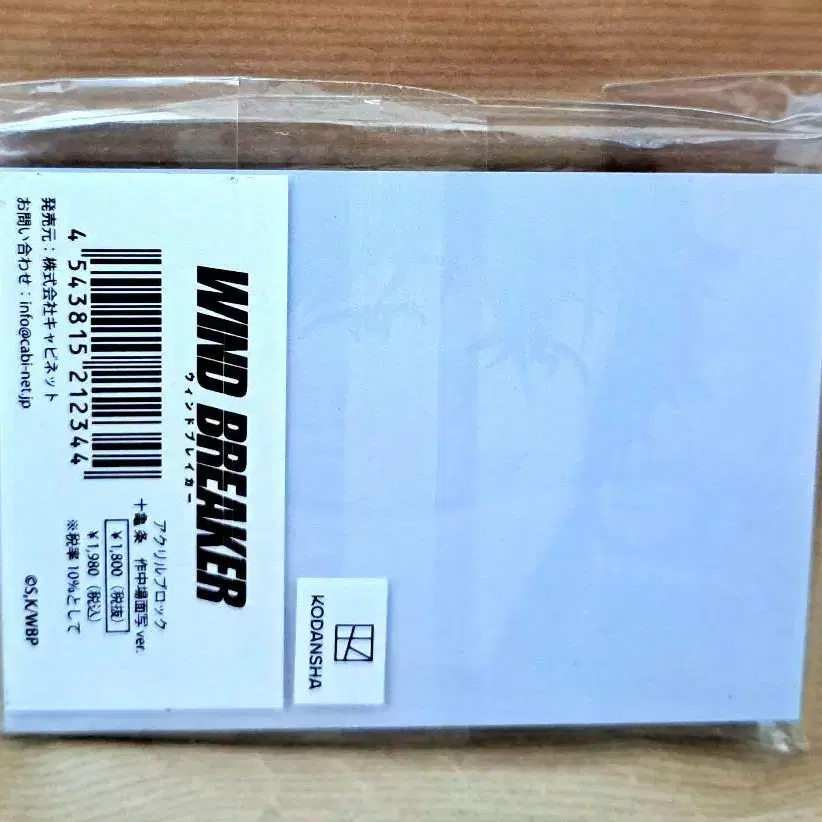 WIND BREAKER
ウィンドブレイカー
アクリルブロック
十亀 条 作中場面写 ver.
¥1,800（税抜）
¥1,980（税込）
※税率10%として
4 543815 212344
発売元：株式会社キャビネット
お問い合わせ：info@cabi-net.jp
©S,K/WBP
KODANSHA